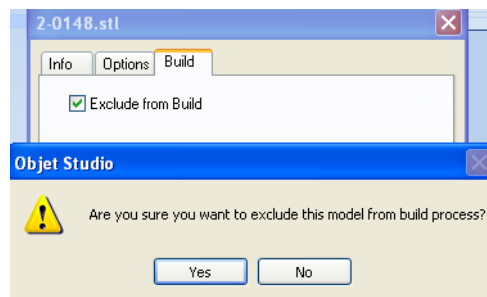 2-0148.stl
Info Options Build
Exclude from Build
Objet Studio
Are you sure you want to exclude this model from build process?
Yes No